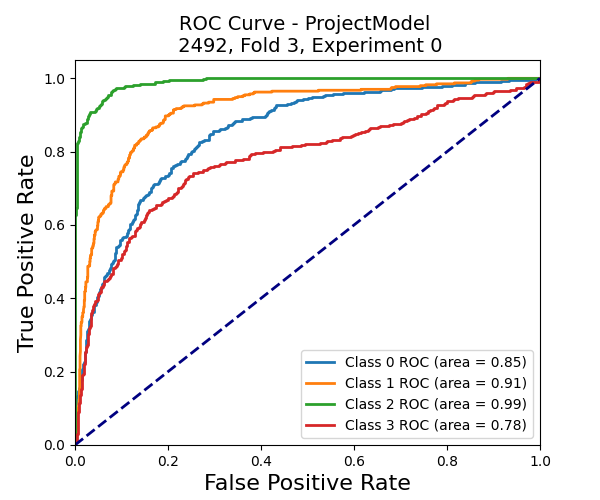 ROC Curve - ProjectModel
2492, Fold 3, Experiment 0
True Positive Rate
1.0
0.8
0.6
0.4
0.2
0.0
Class 0 ROC (area = 0.85)
Class 1 ROC (area = 0.91)
Class 2 ROC (area = 0.99)
Class 3 ROC (area = 0.78)
0.0 0.2 0.4 0.6 0.8 1.0
False Positive Rate